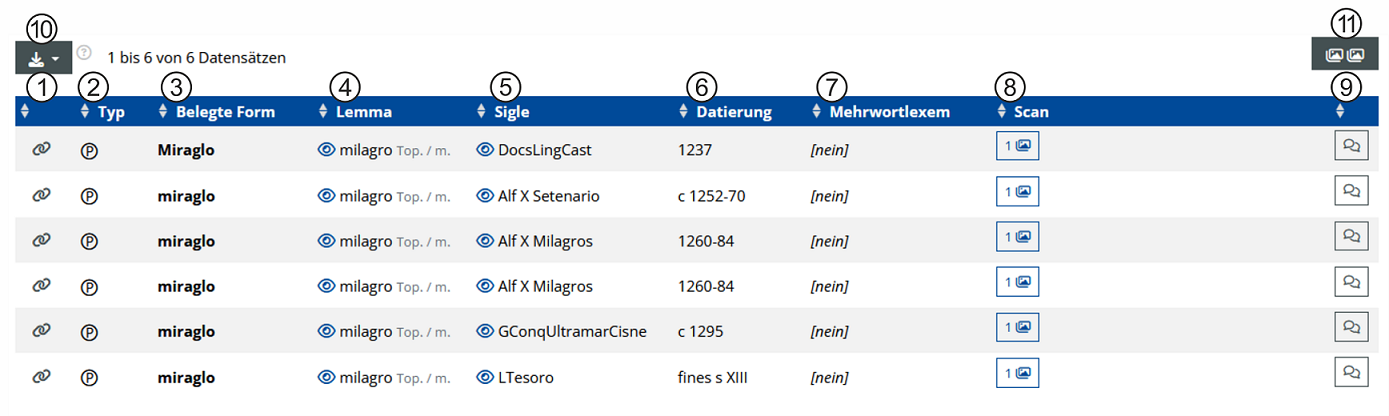 ⑩ ⑪
1 bis 6 von 6 Datensätzen
① ② ③ ④ ⑤ ⑥ ⑦ ⑧ ⑨
Typ Belegte Form Lemma Sigle Datierung Mehrwortlexem Scan
Ⓟ Miraglo milagro Top. / m. DocsLingCast 1237 [nein] 1
Ⓟ miraglo milagro Top. / m. Alf X Setenario c 1252-70 [nein] 1
Ⓟ miraglo milagro Top. / m. Alf X Milagros 1260-84 [nein] 1
Ⓟ miraglo milagro Top. / m. Alf X Milagros 1260-84 [nein] 1
Ⓟ miraglo milagro Top. / m. GConqUltramarCisne c 1295 [nein] 1
Ⓟ miraglo milagro Top. / m. LTesoro fines s XIII [nein] 1